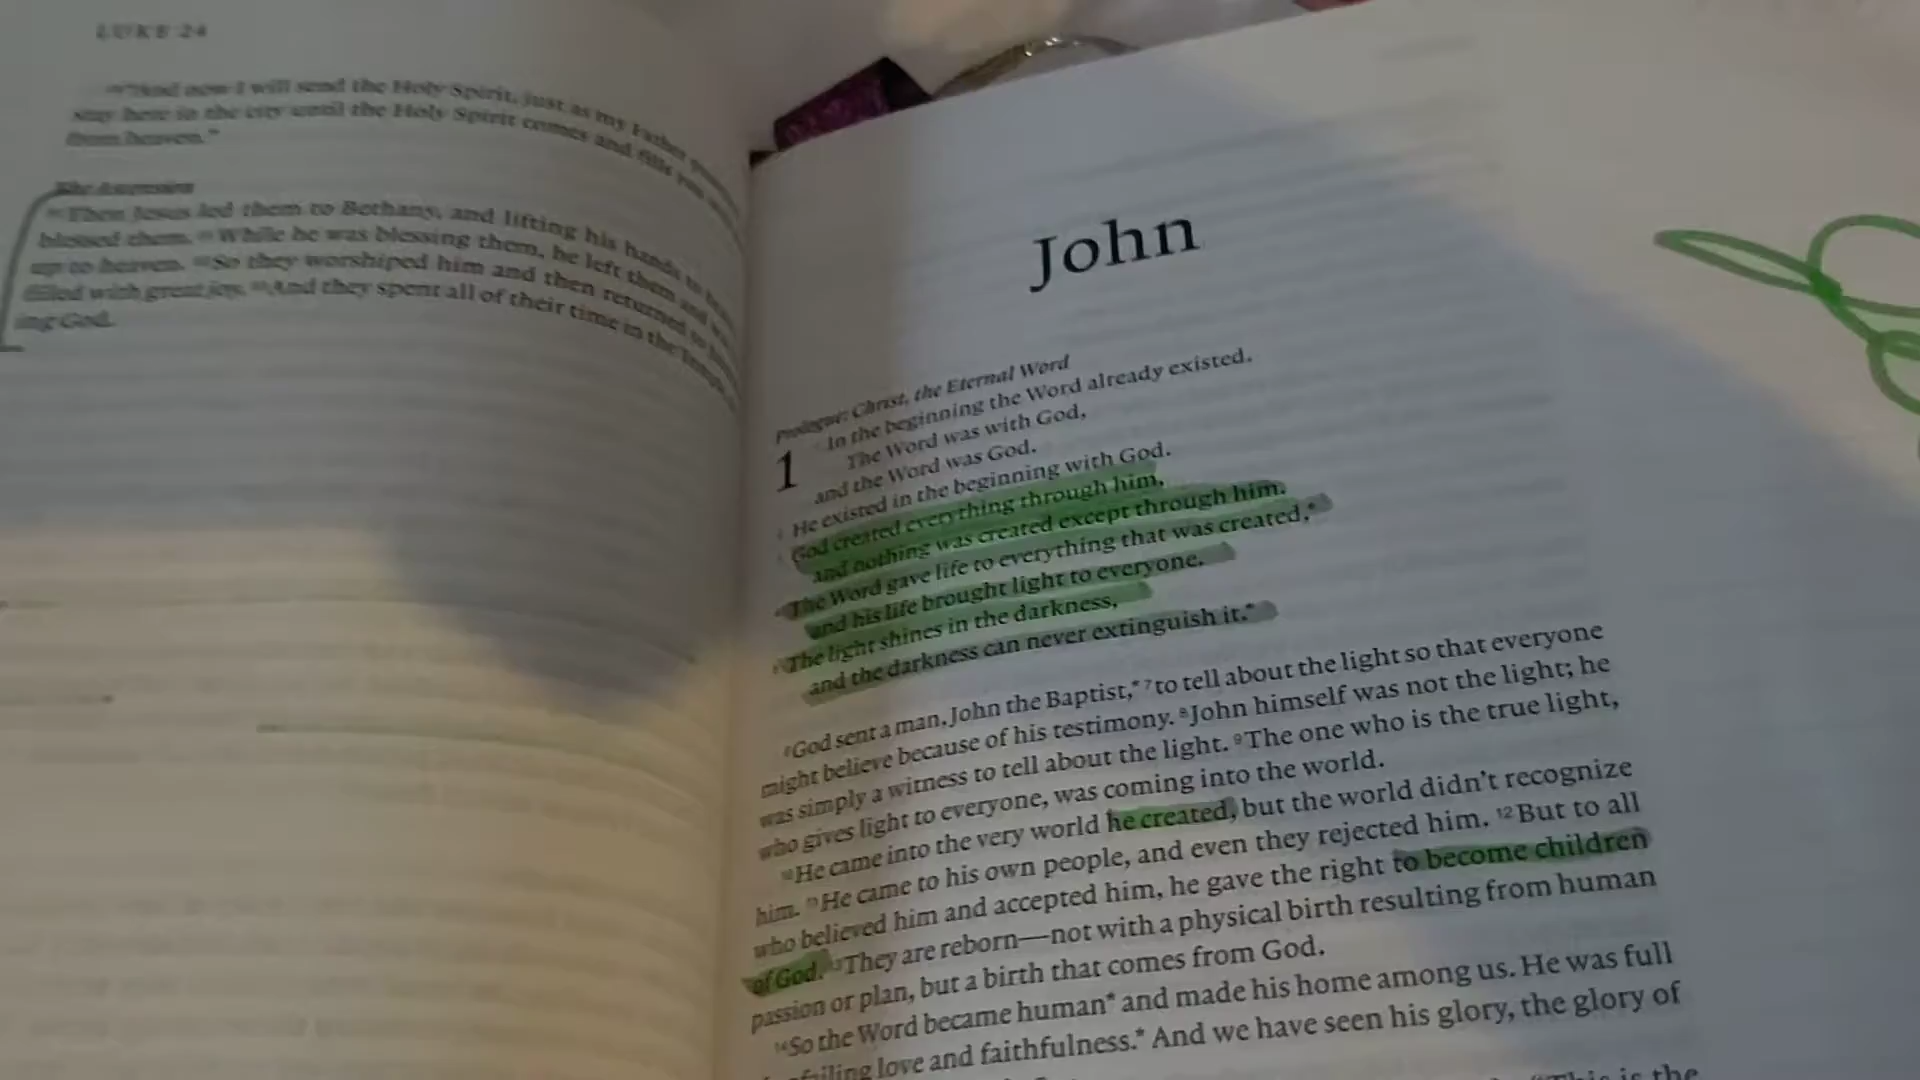 LUKE 24
"And now I will send the Holy Spirit, just as my Father
stay here in the city until the Holy Spirit comes and fills you
from heaven."
The Ascension
Then Jesus led them to Bethany, and lifting his hands to
blessed them. While he was blessing them, he left them and
up to heaven. So they worshiped him and then returned to
filled with great joy. And they spent all of their time in the Temple,
ing God.
John
Prologue: Christ, the Eternal Word
1 In the beginning the Word already existed.
The Word was with God,
and the Word was God.
He existed in the beginning with God.
God created everything through him,
and nothing was created except through him.
The Word gave life to everything that was created,*
and his life brought light to everyone.
The light shines in the darkness,
and the darkness can never extinguish it.*
God sent a man, John the Baptist,* 7 to tell about the light so that everyone
might believe because of his testimony. 8 John himself was not the light; he
was simply a witness to tell about the light. 9 The one who is the true light,
who gives light to everyone, was coming into the world.
10 He came into the very world he created, but the world didn't recognize
him. 11 He came to his own people, and even they rejected him. 12 But to all
who believed him and accepted him, he gave the right to become children
of God. 13 They are reborn—not with a physical birth resulting from human
passion or plan, but a birth that comes from God.
14 So the Word became human* and made his home among us. He was full
failing love and faithfulness.* And we have seen his glory, the glory of
"This is the